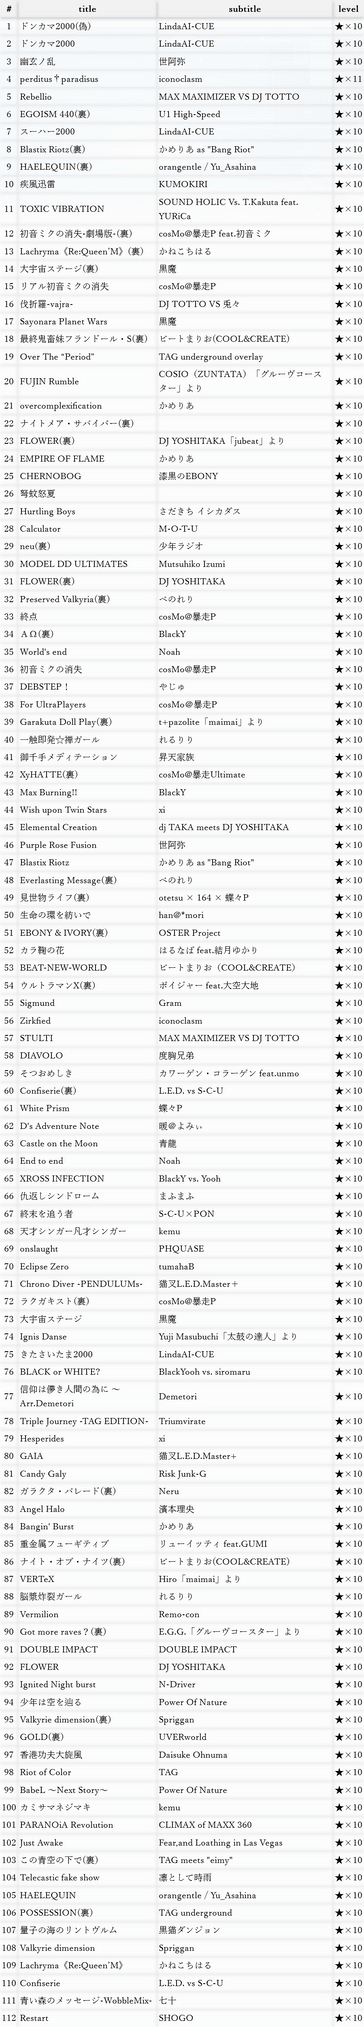 # title subtitle level
1 ドンカマ2000(偽) LindaAI-CUE ★×10
2 ドンカマ2000 LindaAI-CUE ★×10
3 幽玄ノ乱 世阿弥 ★×10
4 perditus†paradisus iconoclasm ★×11
5 Rebellio MAX MAXIMIZER VS DJ TOTTO ★×10
6 EGOISM 440(裏) U1 High-Speed ★×10
7 スーハー2000 LindaAI-CUE ★×10
8 Blastix Riotz(裏) かめりあ as "Bang Riot" ★×10
9 HAELEQUIN(裏) orangentle / Yu_Asahina ★×10
10 疾風迅雷 KUMOKIRI ★×10
11 TOXIC VIBRATION SOUND HOLIC Vs. T.Kakuta feat.
YURiCa ★×10
12 初音ミクの消失-劇場版-(裏) cosMo@暴走P feat.初音ミク ★×10
13 Lachryma《Re:Queen'M》(裏) かねこちはる ★×10
14 大宇宙ステージ(裏) 黒魔 ★×10
15 リアル初音ミクの消失 cosMo@暴走P ★×10
16 伐折羅-vajra- DJ TOTTO VS 兎々 ★×10
17 Sayonara Planet Wars 黒魔 ★×10
18 最終鬼畜妹フランドール・S(裏) ビートまりお(COOL&CREATE) ★×10
19 Over The "Period" TAG underground overlay ★×10
20 FUJIN Rumble COSIO（ZUNTATA）「グルーヴコース
ター」より ★×10
21 overcomplexification かめりあ ★×10
22 ナイトメア・サバイバー(裏) ★×10
23 FLOWER(裏) DJ YOSHITAKA「jubeat」より ★×10
24 EMPIRE OF FLAME かめりあ ★×10
25 CHERNOBOG 漆黒のEBONY ★×10
26 弩蚊怒夏 ★×10
27 Hurtling Boys さだきち イシカダス ★×10
28 Calculator M-O-T-U ★×10
29 neu(裏) 少年ラジオ ★×10
30 MODEL DD ULTIMATES Mutsuhiko Izumi ★×10
31 FLOWER(裏) DJ YOSHITAKA ★×10
32 Preserved Valkyria(裏) べのれり ★×10
33 終点 cosMo@暴走P ★×10
34 ΑΩ(裏) BlackY ★×10
35 World's end Noah ★×10
36 初音ミクの消失 cosMo@暴走P ★×10
37 DEBSTEP！ やじゅ ★×10
38 For UltraPlayers cosMo@暴走P ★×10
39 Garakuta Doll Play(裏) t+pazolite「maimai」より ★×10
40 一触即発☆禅ガール れるりり ★×10
41 御千手メディテーション 昇天家族 ★×10
42 XyHATTE(裏) cosMo@暴走Ultimate ★×10
43 Max Burning!! BlackY ★×10
44 Wish upon Twin Stars xi ★×10
45 Elemental Creation dj TAKA meets DJ YOSHITAKA ★×10
46 Purple Rose Fusion 世阿弥 ★×10
47 Blastix Riotz かめりあ as "Bang Riot" ★×10
48 Everlasting Message(裏) べのれり ★×10
49 見世物ライフ(裏) otetsu × 164 × 蝶々P ★×10
50 生命の環を紡いで han@*mori ★×10
51 EBONY & IVORY(裏) OSTER Project ★×10
52 カラ鞠の花 はるなば feat.結月ゆかり ★×10
53 BEAT-NEW-WORLD ビートまりお（COOL&CREATE） ★×10
54 ウルトラマンX(裏) ボイジャー feat.大空大地 ★×10
55 Sigmund Gram ★×10
56 Zirkfied iconoclasm ★×10
57 STULTI MAX MAXIMIZER VS DJ TOTTO ★×10
58 DIAVOLO 度胸兄弟 ★×10
59 そつおめしき カワーゲン・コラーゲン feat.unmo ★×10
60 Confiserie(裏) L.E.D. vs S-C-U ★×10
61 White Prism 蝶々P ★×10
62 D's Adventure Note 暖@よみぃ ★×10
63 Castle on the Moon 青龍 ★×10
64 End to end Noah ★×10
65 XROSS INFECTION BlackY vs. Yooh ★×10
66 仇返しシンドローム まふまふ ★×10
67 終末を追う者 S-C-U×PON ★×10
68 天才シンガー凡才シンガー kemu ★×10
69 onslaught PHQUASE ★×10
70 Eclipse Zero tumahaB ★×10
71 Chrono Diver -PENDULUMs- 猫叉L.E.D.Master＋ ★×10
72 ラクガキスト(裏) cosMo@暴走P ★×10
73 大宇宙ステージ 黒魔 ★×10
74 Ignis Danse Yuji Masubuchi「太鼓の達人」より ★×10
75 きたさいたま2000 LindaAI-CUE ★×10
76 BLACK or WHITE? BlackYooh vs. siromaru ★×10
77 信仰は儚き人間の為に ～
Arr.Demetori Demetori ★×10
78 Triple Journey -TAG EDITION- Triumvirate ★×10
79 Hesperides xi ★×10
80 GAIA 猫叉L.E.D.Master+ ★×10
81 Candy Galy Risk Junk-G ★×10
82 ガラクタ・パレード(裏) Neru ★×10
83 Angel Halo 濱本理央 ★×10
84 Bangin' Burst かめりあ ★×10
85 重金属フューギティブ リューイッティ feat.GUMI ★×10
86 ナイト・オブ・ナイツ(裏) ビートまりお(COOL&CREATE) ★×10
87 VERTeX Hiro「maimai」より ★×10
88 脳漿炸裂ガール れるりり ★×10
89 Vermilion Remo-con ★×10
90 Got more raves？(裏) E.G.G.「グルーヴコースター」より ★×10
91 DOUBLE IMPACT DOUBLE IMPACT ★×10
92 FLOWER DJ YOSHITAKA ★×10
93 Ignited Night burst N-Driver ★×10
94 少年は空を辿る Power Of Nature ★×10
95 Valkyrie dimension(裏) Spriggan ★×10
96 GOLD(裏) UVERworld ★×10
97 香港功夫大旋風 Daisuke Ohnuma ★×10
98 Riot of Color TAG ★×10
99 BabeL ～Next Story～ Power Of Nature ★×10
100 カミサマネジマキ kemu ★×10
101 PARANOiA Revolution CLIMAX of MAXX 360 ★×10
102 Just Awake Fear,and Loathing in Las Vegas ★×10
103 この青空の下で(裏) TAG meets "eimy" ★×10
104 Telecastic fake show 凛として時雨 ★×10
105 HAELEQUIN orangentle / Yu_Asahina ★×10
106 POSSESSION(裏) TAG underground ★×10
107 量子の海のリントヴルム 黒猫ダンジョン ★×10
108 Valkyrie dimension Spriggan ★×10
109 Lachryma《Re:Queen'M》 かねこちはる ★×10
110 Confiserie L.E.D. vs S-C-U ★×10
111 青い森のメッセージ-WobbleMix- 七十 ★×10
112 Restart SHOGO ★×10